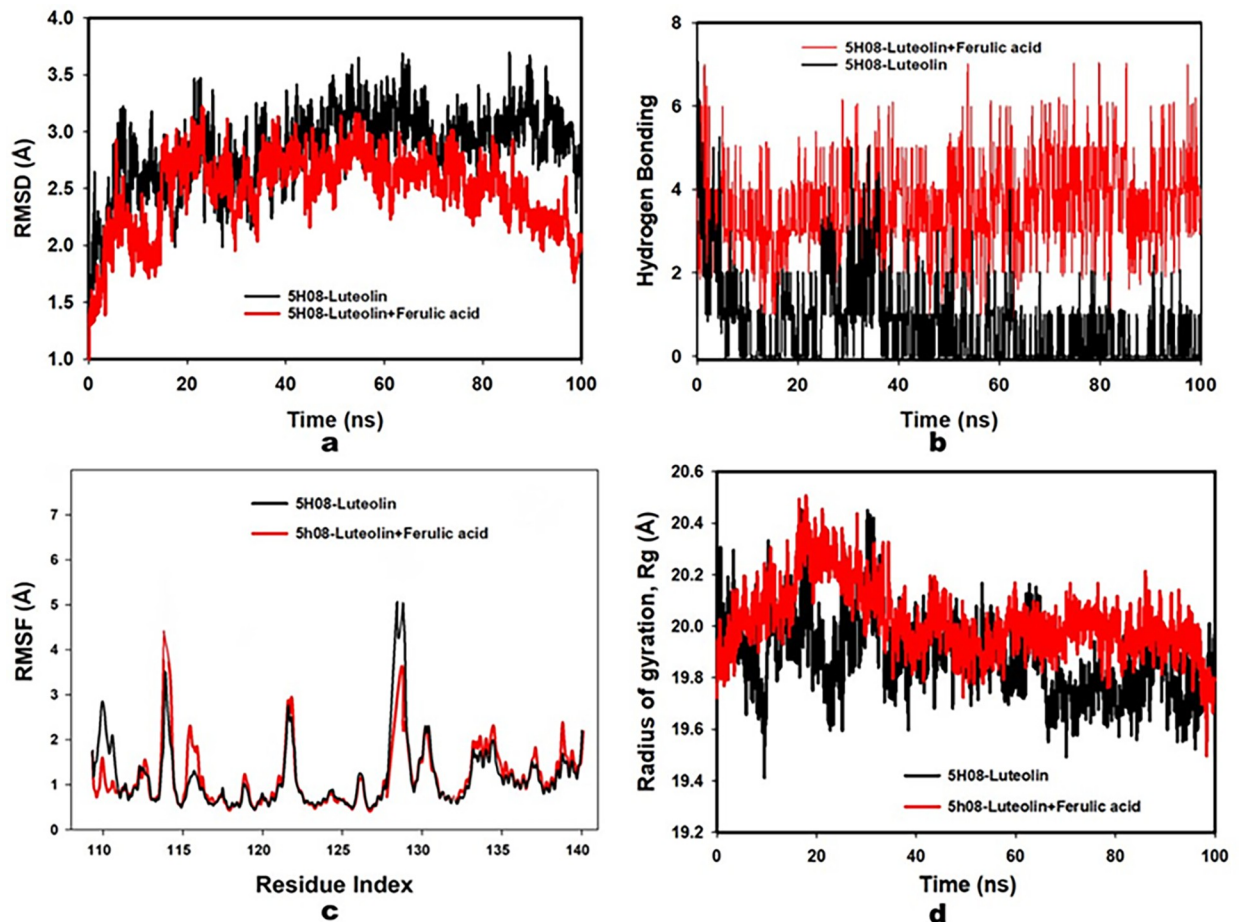 4.0
3.5
3.0
2.5
2.0
1.5
1.0
RMSD (Å)
5H08-Luteolin
5H08-Luteolin+Ferulic acid
0 20 40 60 80 100
Time (ns)
a
8
6
4
2
0
Hydrogen Bonding
5H08-Luteolin+Ferulic acid
5H08-Luteolin
0 20 40 60 80 100
Time (ns)
b
7
6
5
4
3
2
1
0
RMSF (Å)
5H08-Luteolin
5h08-Luteolin+Ferulic acid
110 115 120 125 130 135 140
Residue Index
c
20.6
20.4
20.2
20.0
19.8
19.6
19.4
19.2
Radius of gyration, Rg (Å)
5H08-Luteolin
5h08-Luteolin+Ferulic acid
0 20 40 60 80 100
Time (ns)
d